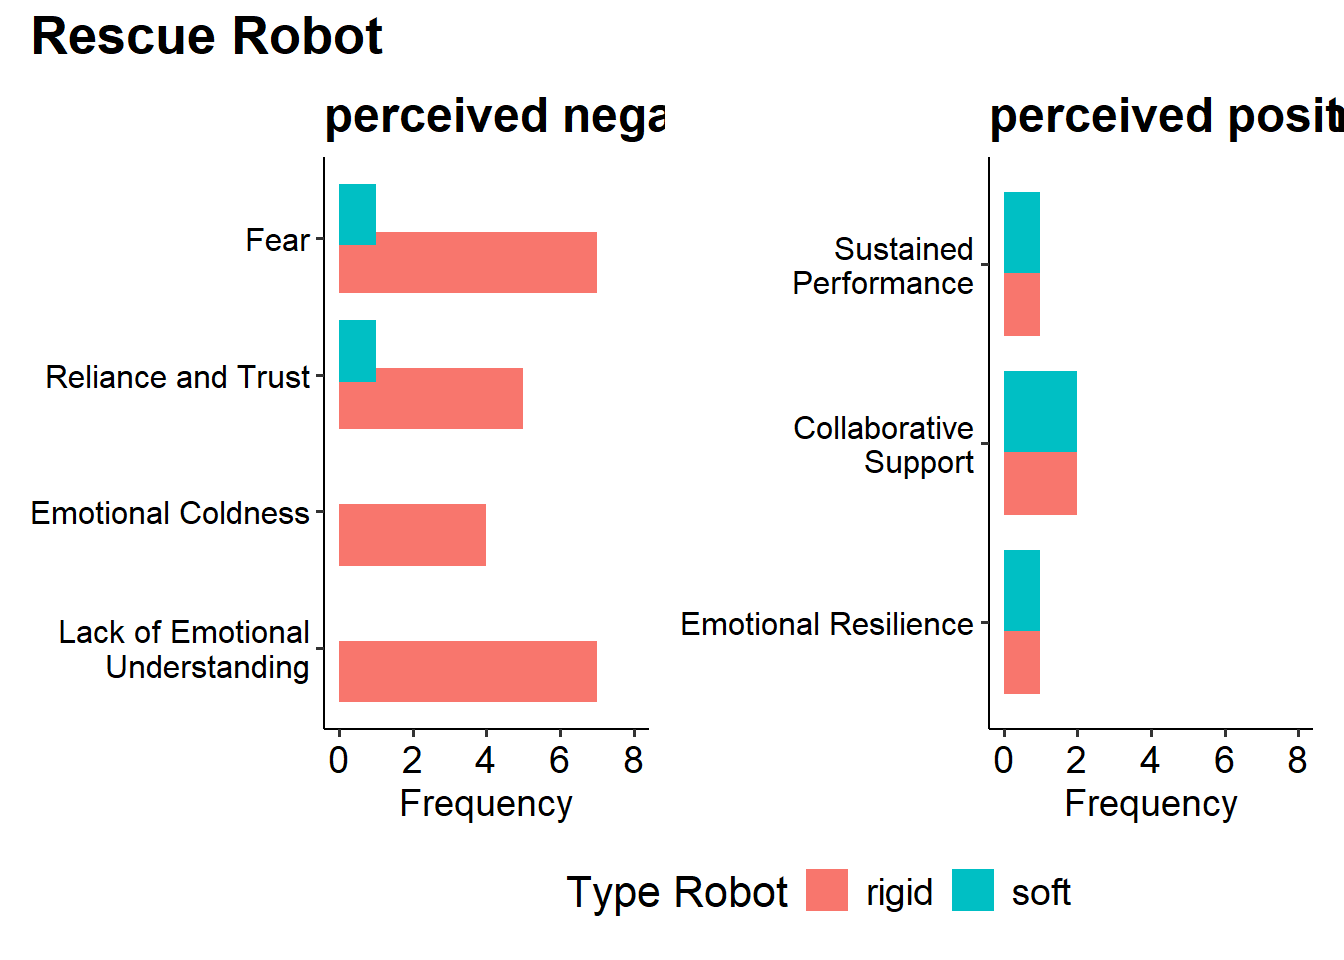 Rescue Robot
perceived nega
Fear
Reliance and Trust
Emotional Coldness
Lack of Emotional
Understanding
0 2 4 6 8
Frequency
perceived posit
Sustained
Performance
Collaborative
Support
Emotional Resilience
0 2 4 6 8
Frequency
Type Robot rigid soft